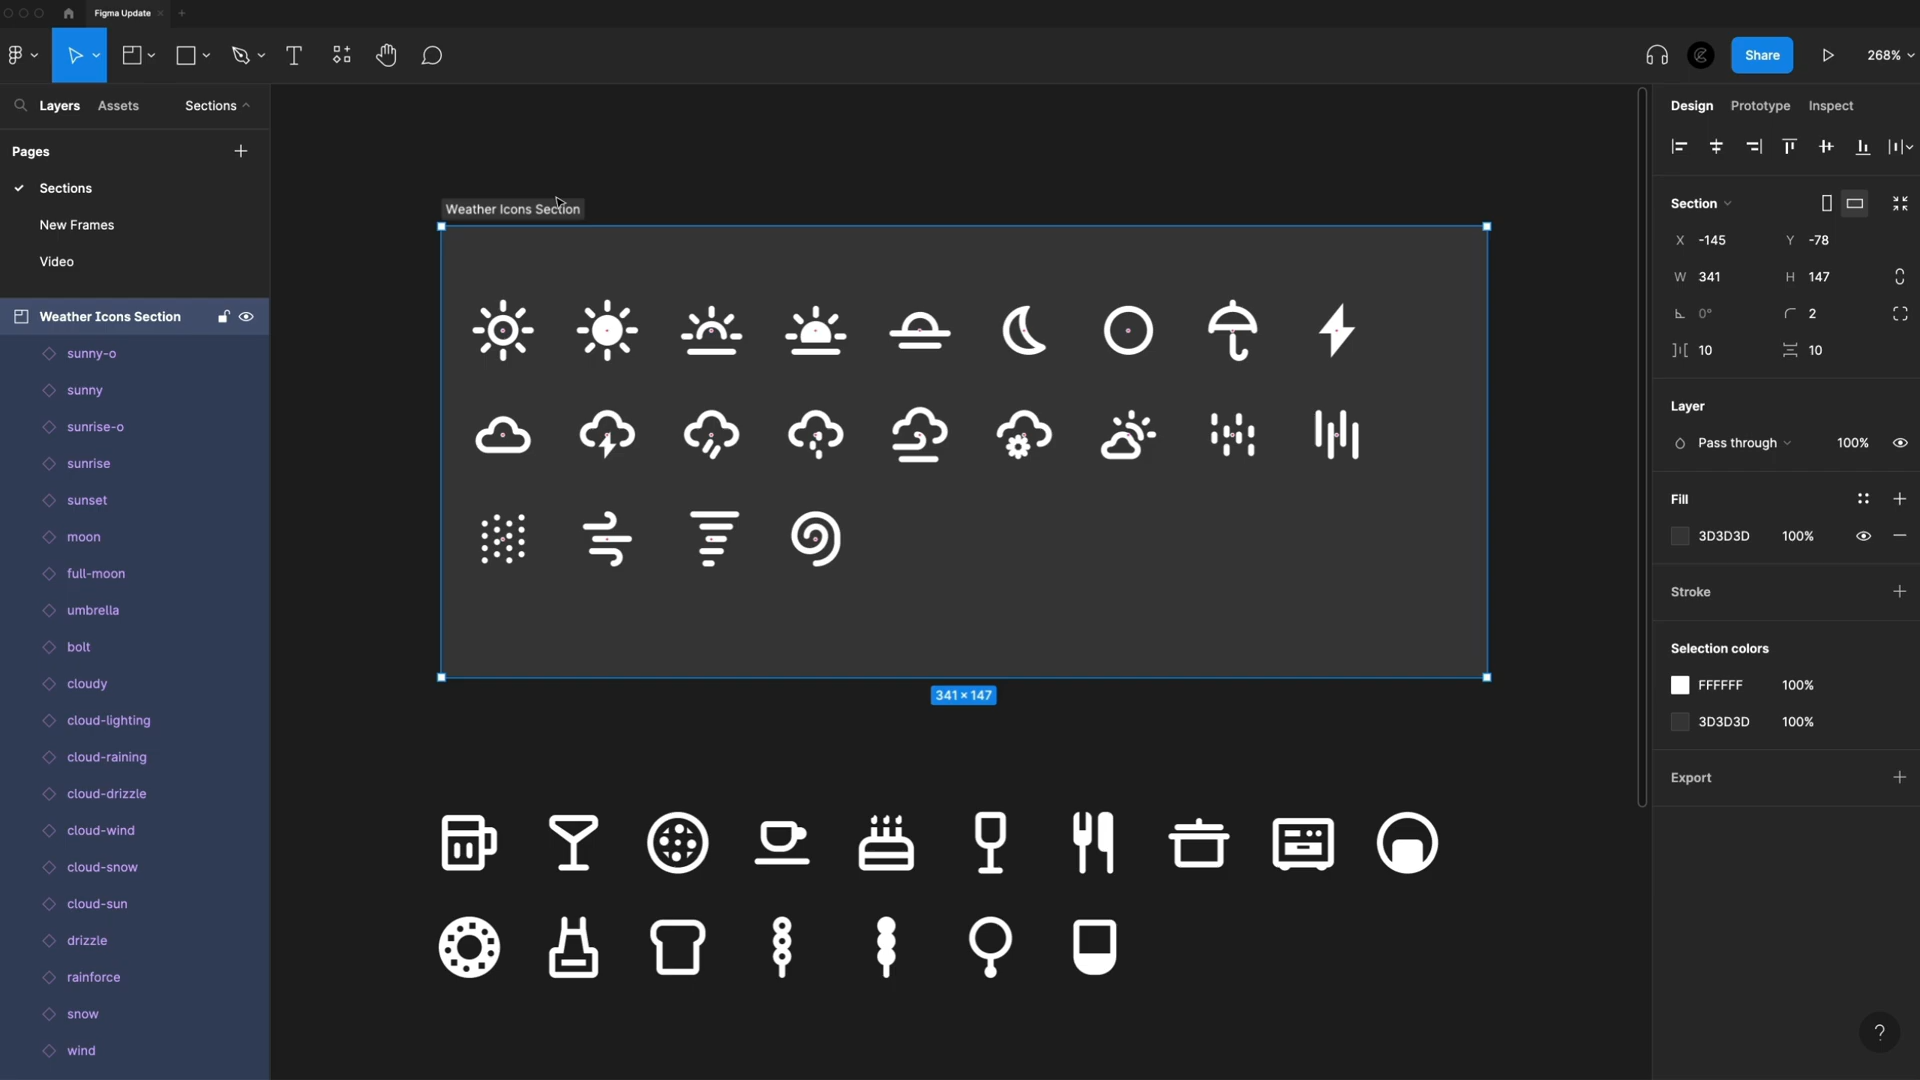 Figma Update
Share
268%
Layers
Assets
Sections
Pages
Sections
New Frames
Video
Weather Icons Section
sunny-o
sunny
sunrise-o
sunrise
sunset
moon
full-moon
umbrella
bolt
cloudy
cloud-lighting
cloud-raining
cloud-drizzle
cloud-wind
cloud-snow
cloud-sun
drizzle
rainforce
snow
wind
Weather Icons Section
341 × 147
Design Prototype Inspect
Section
X -145 Y -78
W 341 H 147
0° 2
10 10
Layer
Pass through 100%
Fill
3D3D3D 100%
Stroke
Selection colors
FFFFFF 100%
3D3D3D 100%
Export
?